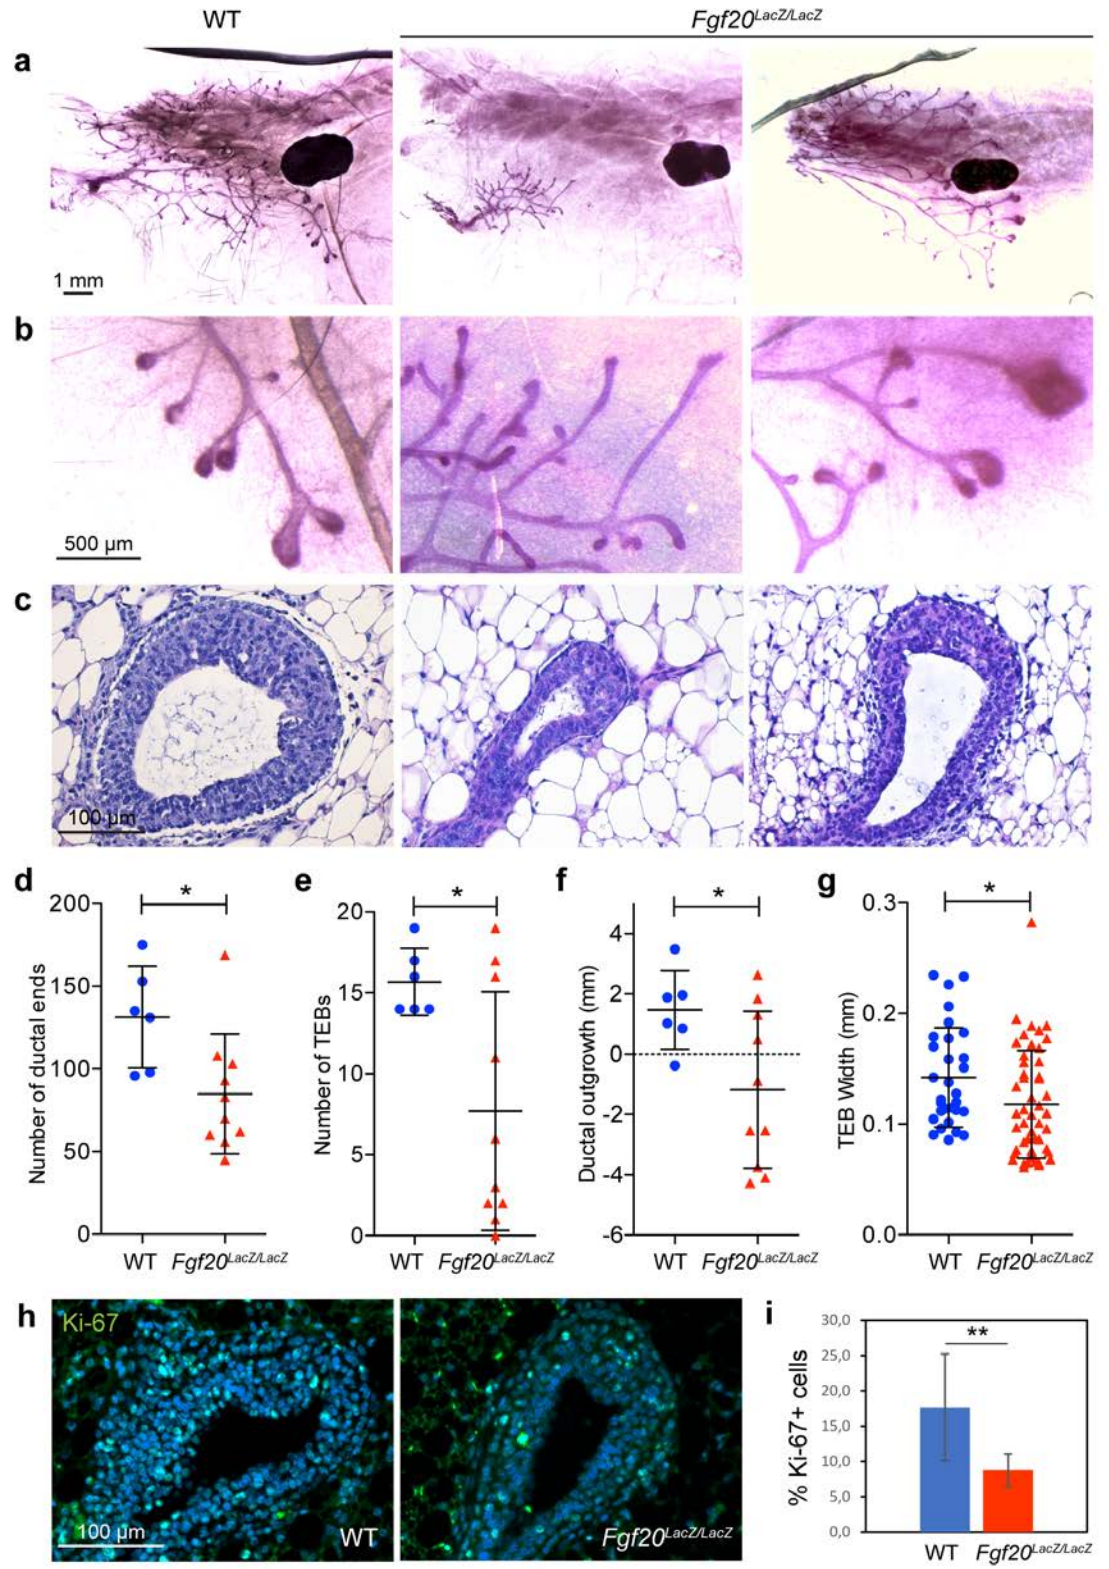 WT
Fgf20LacZ/LacZ
a
1 mm
b
500 µm
c
100 µm
d
*
200
150
100
50
0
Number of ductal ends
WT
Fgf20LacZ/LacZ
e
*
20
15
10
5
0
Number of TEBs
WT
Fgf20LacZ/LacZ
f
*
4
2
0
-2
-4
-6
Ductal outgrowth (mm)
WT
Fgf20LacZ/LacZ
g
*
0.3
0.2
0.1
0.0
TEB Width (mm)
WT
Fgf20LacZ/LacZ
h
Ki-67
100 µm
WT
Fgf20LacZ/LacZ
i
**
30,0
25,0
20,0
15,0
10,0
5,0
0,0
% Ki-67+ cells
WT
Fgf20LacZ/LacZ